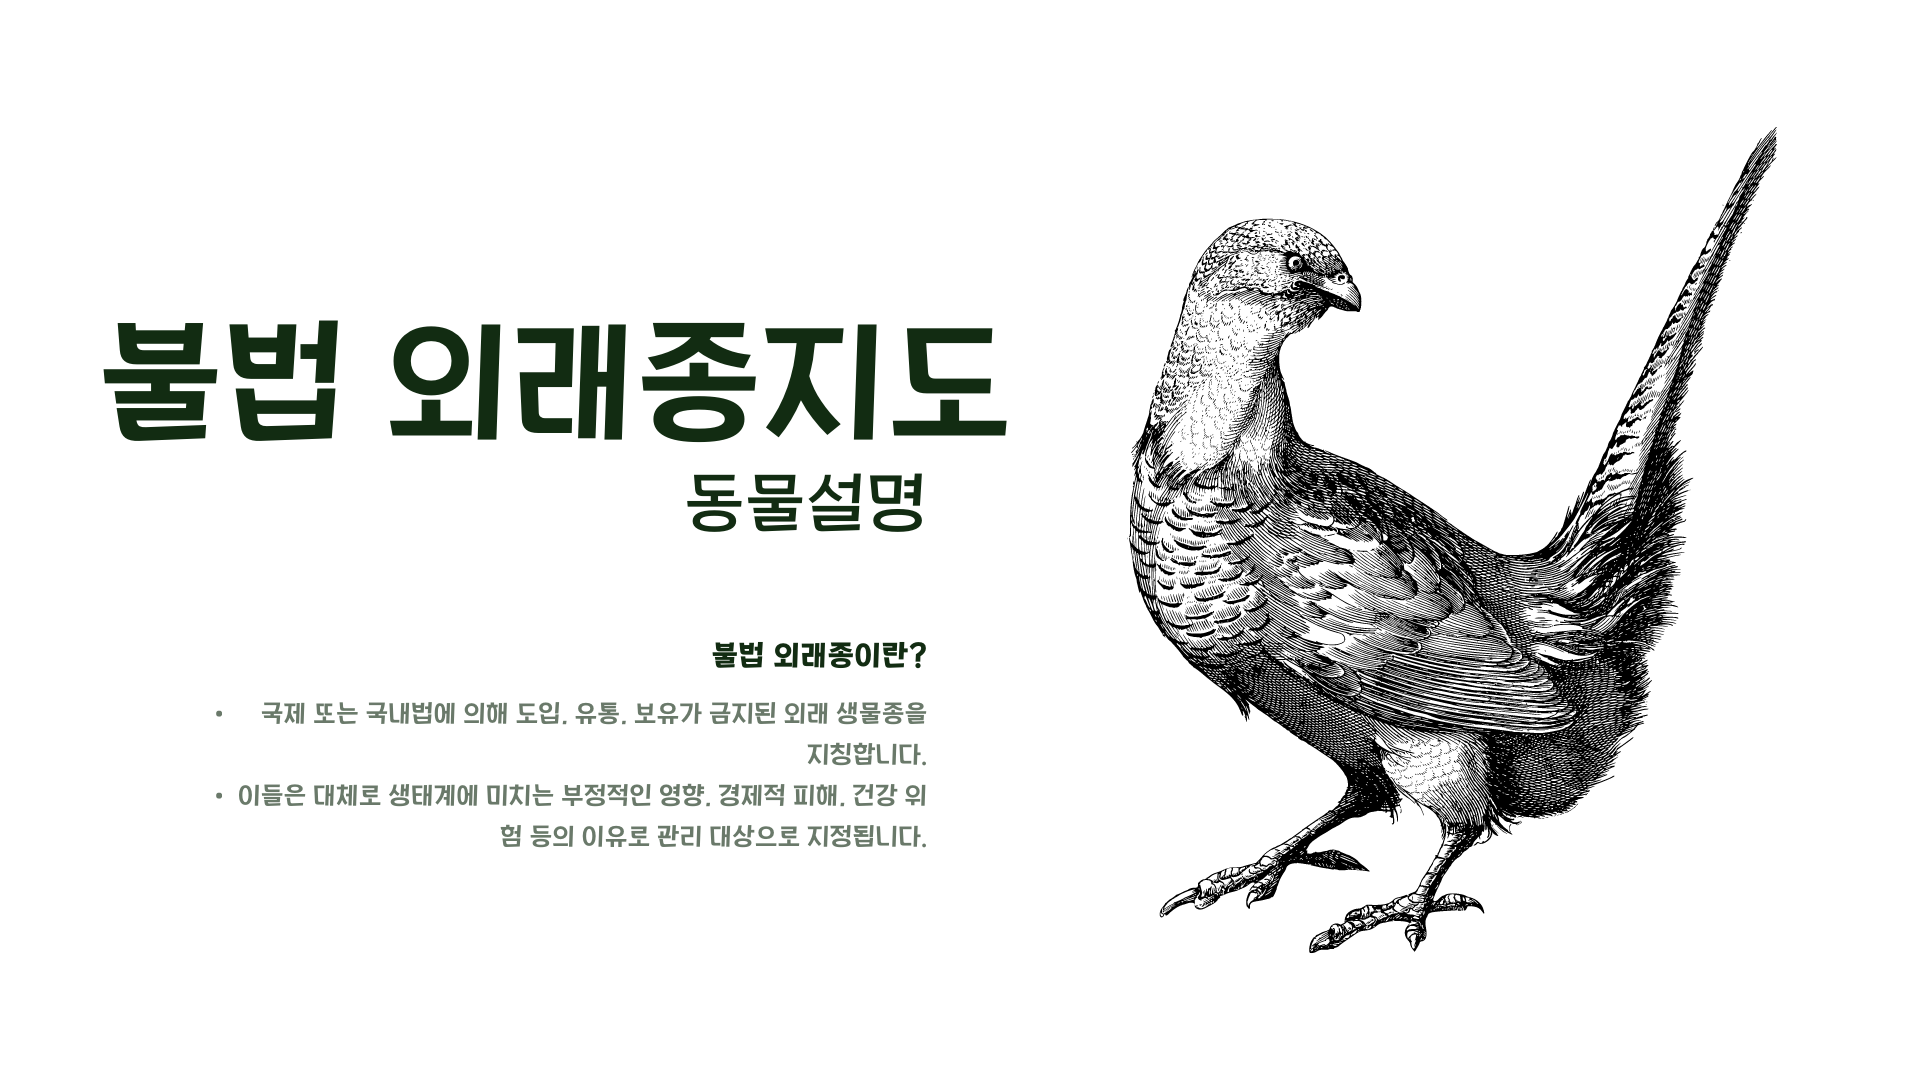 불법 외래종지도
동물설명
불법 외래종이란?
• 국제 또는 국내법에 의해 도입, 유통, 보유가 금지된 외래 생물종을
지칭합니다.
• 이들은 대체로 생태계에 미치는 부정적인 영향, 경제적 피해, 건강 위
험 등의 이유로 관리 대상으로 지정됩니다.